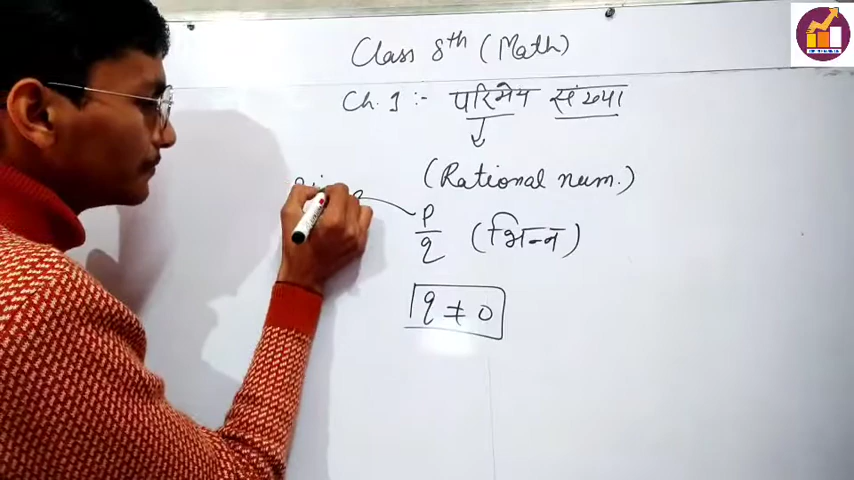 Class 8th (Math)
Ch. 1 :- परिमेय संख्या
(Rational num.)
p
q (भिन्न)
q ≠ 0